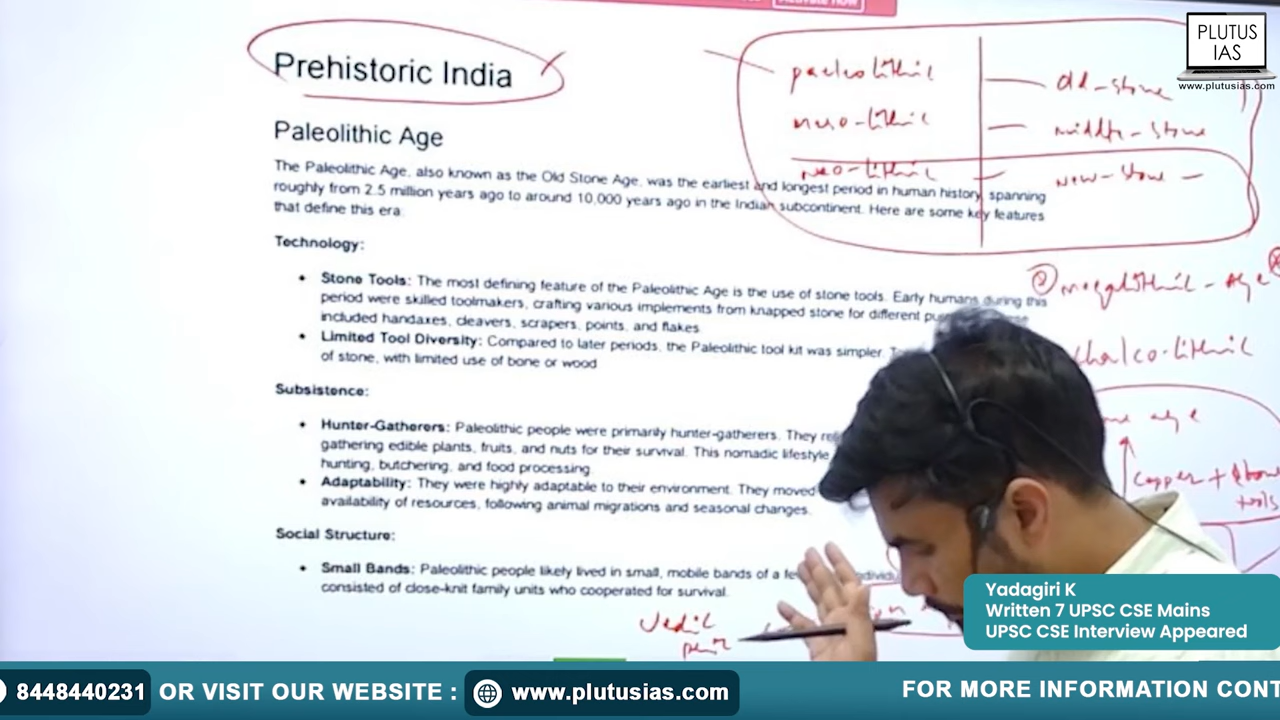 PLUTUS
IAS
www.plutusias.com
Prehistoric India
paleolithic — old-stone
meso-lithic — middle-stone
neo-lithic — new-stone —
Paleolithic Age
The Paleolithic Age, also known as the Old Stone Age, was the earliest and longest period in human history, spanning
roughly from 2.5 million years ago to around 10,000 years ago in the Indian subcontinent. Here are some key features
that define this era:
Technology:
• Stone Tools: The most defining feature of the Paleolithic Age is the use of stone tools. Early humans during this
period were skilled toolmakers, crafting various implements from knapped stone for different
included handaxes, cleavers, scrapers, points, and flakes
• Limited Tool Diversity: Compared to later periods, the Paleolithic tool kit was simpler.
of stone, with limited use of bone or wood
② megalithic - Age
chalco-lithic
age
copper +
tools
Subsistence:
• Hunter-Gatherers: Paleolithic people were primarily hunter-gatherers. They
gathering edible plants, fruits, and nuts for their survival. This nomadic lifestyle
hunting, butchering, and food processing.
• Adaptability: They were highly adaptable to their environment. They moved
availability of resources, following animal migrations and seasonal changes.
Social Structure:
• Small Bands: Paleolithic people likely lived in small, mobile bands of a
consisted of close-knit family units who cooperated for survival.
Vedic
Yadagiri K
Written 7 UPSC CSE Mains
UPSC CSE Interview Appeared
8448440231 OR VISIT OUR WEBSITE : www.plutusias.com FOR MORE INFORMATION CONT